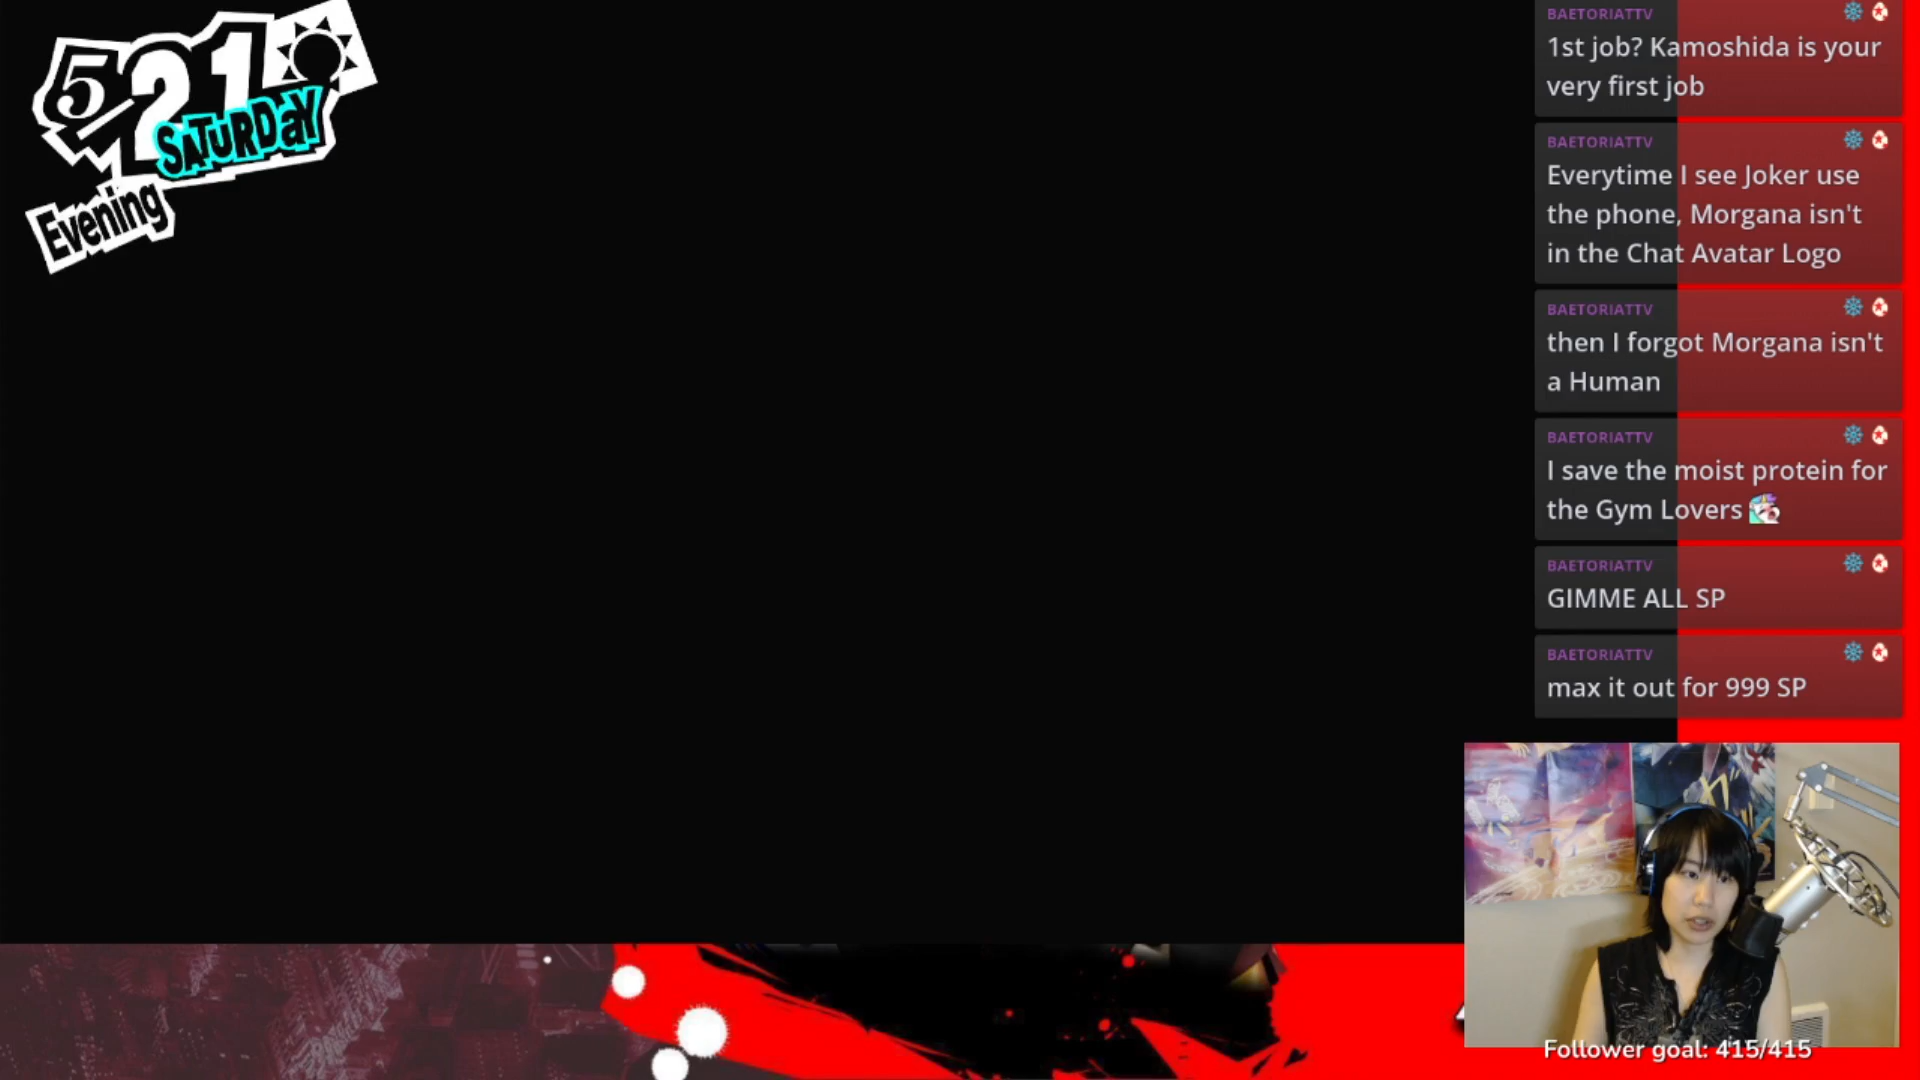 5/21
SATURDAY
Evening
BAETORIATTV
1st job? Kamoshida is your
very first job
BAETORIATTV
Everytime I see Joker use
the phone, Morgana isn't
in the Chat Avatar Logo
BAETORIATTV
then I forgot Morgana isn't
a Human
BAETORIATTV
I save the moist protein for
the Gym Lovers
BAETORIATTV
GIMME ALL SP
BAETORIATTV
max it out for 999 SP
Follower goal: 415/415